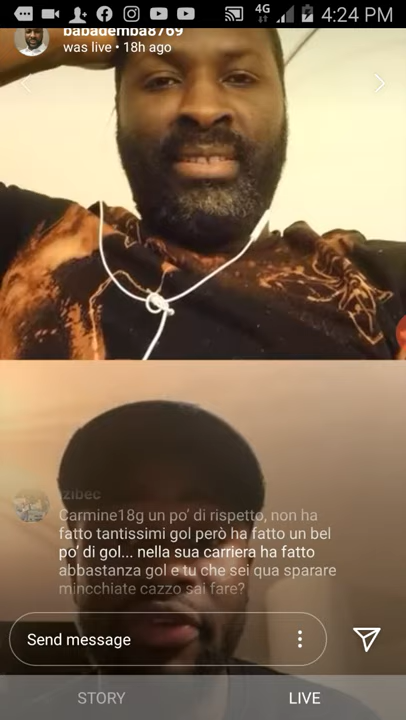 4G
4:24 PM
babademba8769
was live • 18h ago
izibec
Carmine18g un po' di rispetto, non ha
fatto tantissimi gol però ha fatto un bel
po' di gol... nella sua carriera ha fatto
abbastanza gol e tu che sei qua sparare
mincchiate cazzo sai fare?
Send message
STORY
LIVE